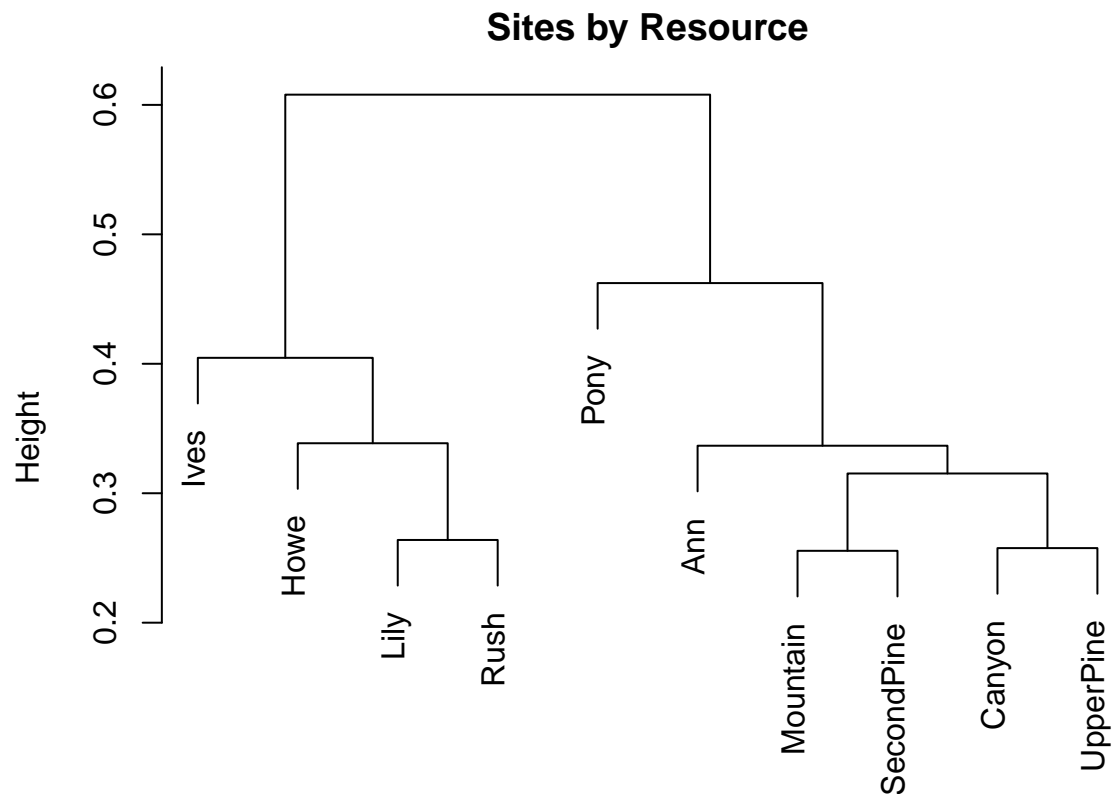 Sites by Resource
Height
0.6
0.5
0.4
0.3
0.2
Ives
Howe
Lily
Rush
Pony
Ann
Mountain
SecondPine
Canyon
UpperPine